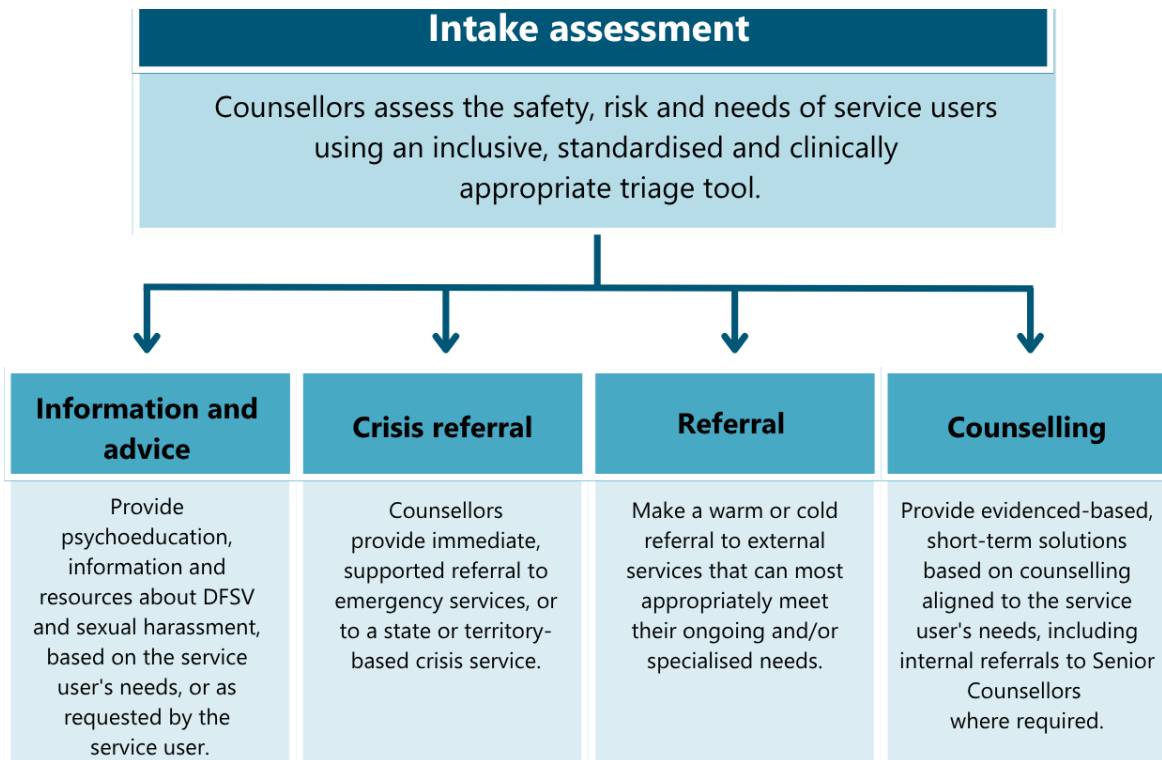 Intake assessment
Counsellors assess the safety, risk and needs of service users
using an inclusive, standardised and clinically
appropriate triage tool.
Information and
advice
Provide
psychoeducation,
information and
resources about DFSV
and sexual harassment,
based on the service
user's needs, or as
requested by the
service user.
Crisis referral
Counsellors
provide immediate,
supported referral to
emergency services, or
to a state or territory-
based crisis service.
Referral
Make a warm or cold
referral to external
services that can most
appropriately meet
their ongoing and/or
specialised needs.
Counselling
Provide evidenced-based,
short-term solutions
based on counselling
aligned to the service
user's needs, including
internal referrals to Senior
Counsellors
where required.